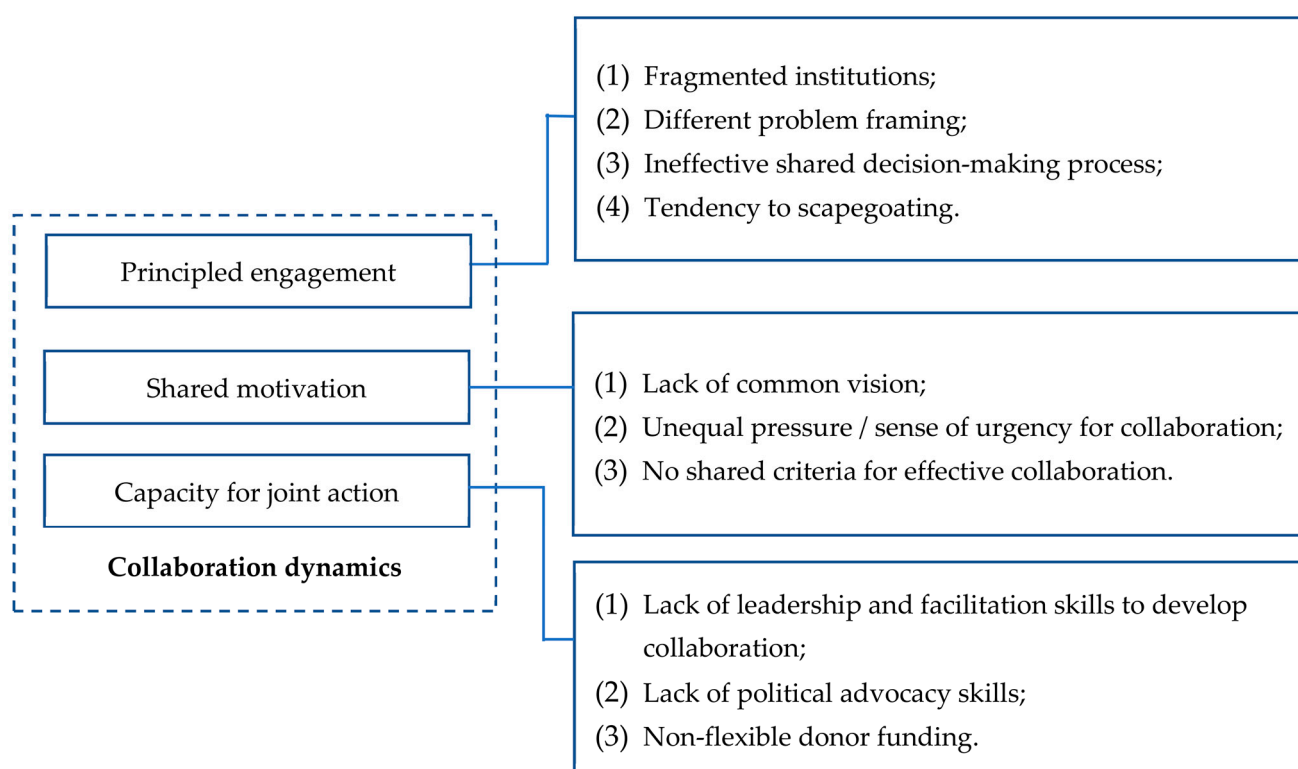 (1) Fragmented institutions;
(2) Different problem framing;
(3) Ineffective shared decision-making process;
(4) Tendency to scapegoating.
Principled engagement
Shared motivation
(1) Lack of common vision;
(2) Unequal pressure / sense of urgency for collaboration;
(3) No shared criteria for effective collaboration.
Capacity for joint action
Collaboration dynamics
(1) Lack of leadership and facilitation skills to develop
collaboration;
(2) Lack of political advocacy skills;
(3) Non-flexible donor funding.